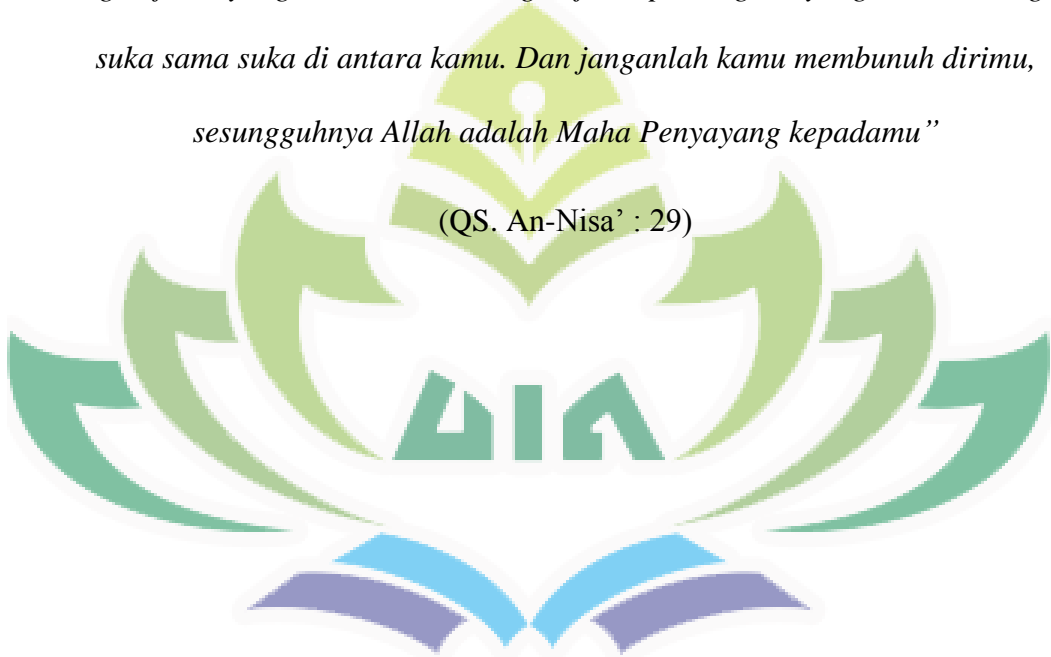 suka sama suka di antara kamu. Dan janganlah kamu membunuh dirimu,
sesungguhnya Allah adalah Maha Penyayang kepadamu”
(QS. An-Nisa’ : 29)
UIN